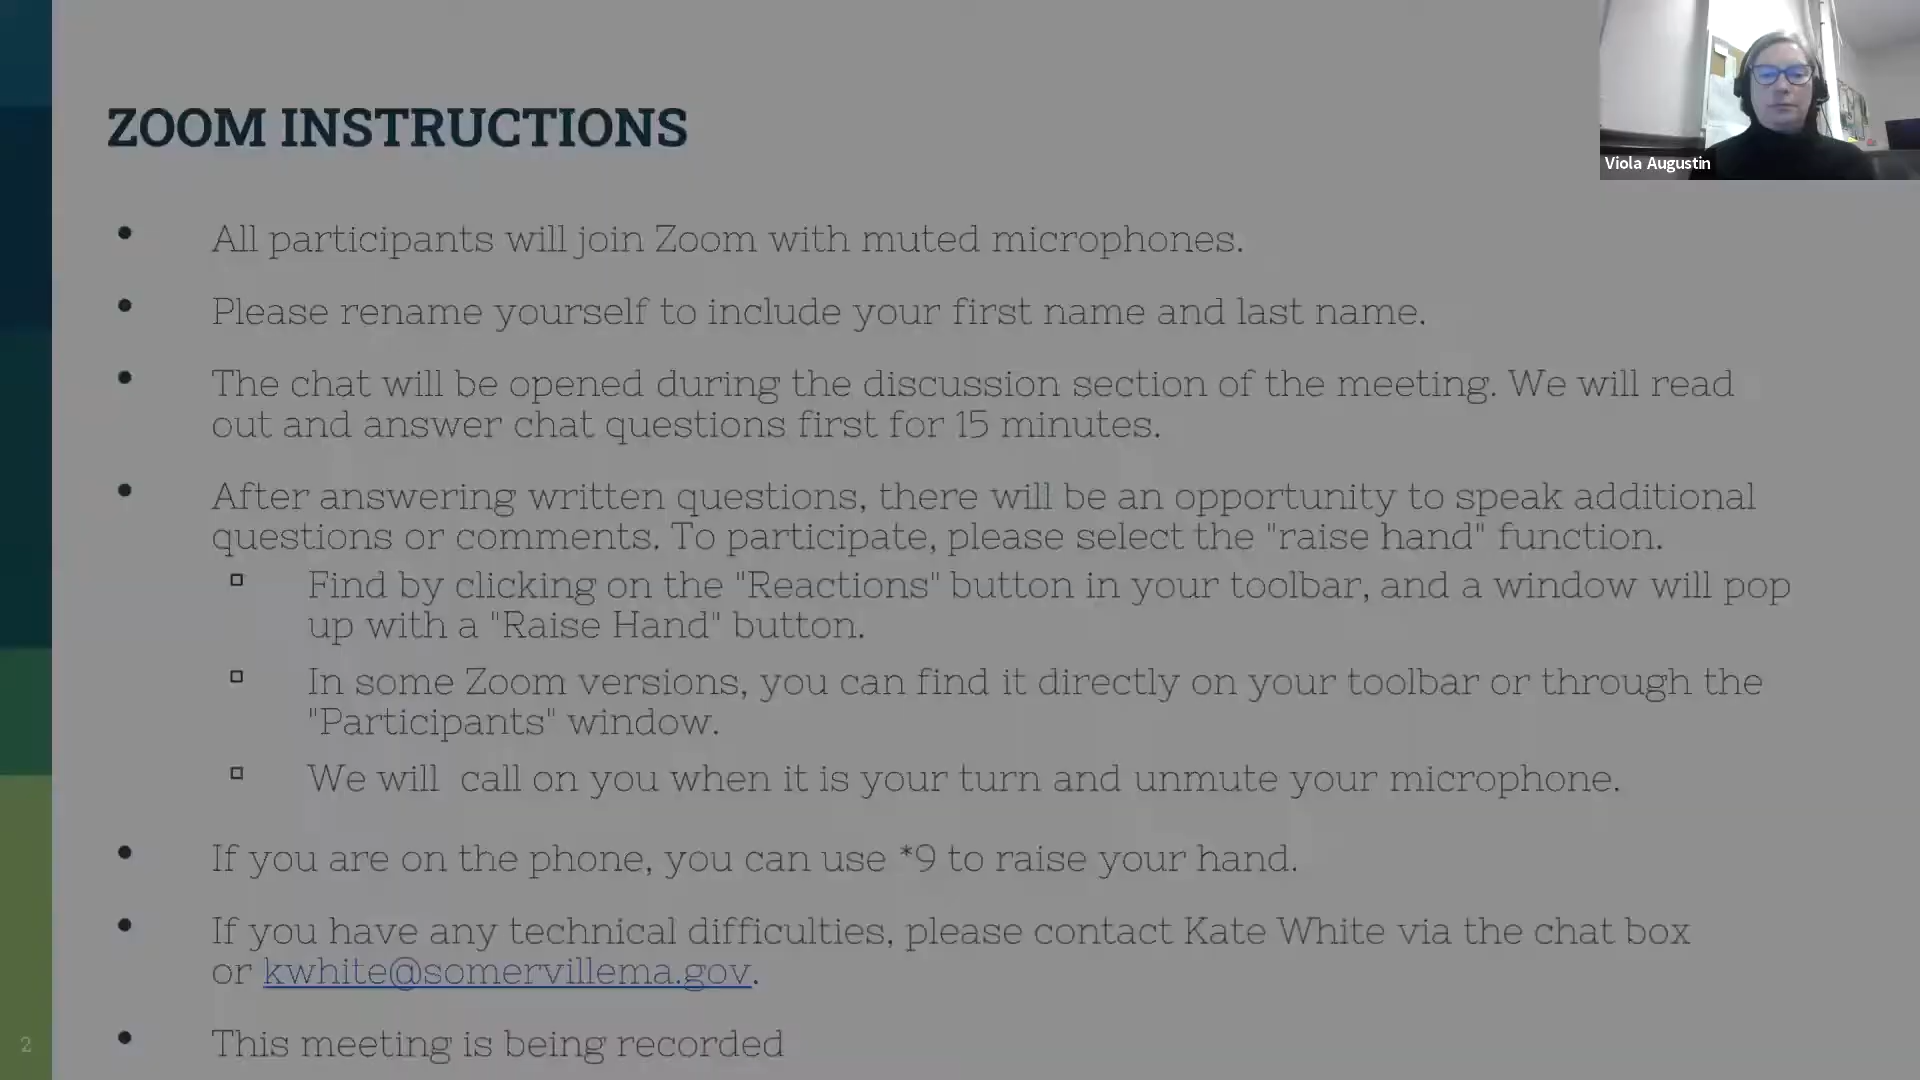 ZOOM INSTRUCTIONS
Viola Augustin
• All participants will join Zoom with muted microphones.
• Please rename yourself to include your first name and last name.
• The chat will be opened during the discussion section of the meeting. We will read
out and answer chat questions first for 15 minutes.
• After answering written questions, there will be an opportunity to speak additional
questions or comments. To participate, please select the "raise hand" function.
▫ Find by clicking on the "Reactions" button in your toolbar, and a window will pop
up with a "Raise Hand" button.
▫ In some Zoom versions, you can find it directly on your toolbar or through the
"Participants" window.
▫ We will  call on you when it is your turn and unmute your microphone.
• If you are on the phone, you can use *9 to raise your hand.
• If you have any technical difficulties, please contact Kate White via the chat box
or kwhite@somervillema.gov.
• This meeting is being recorded
2